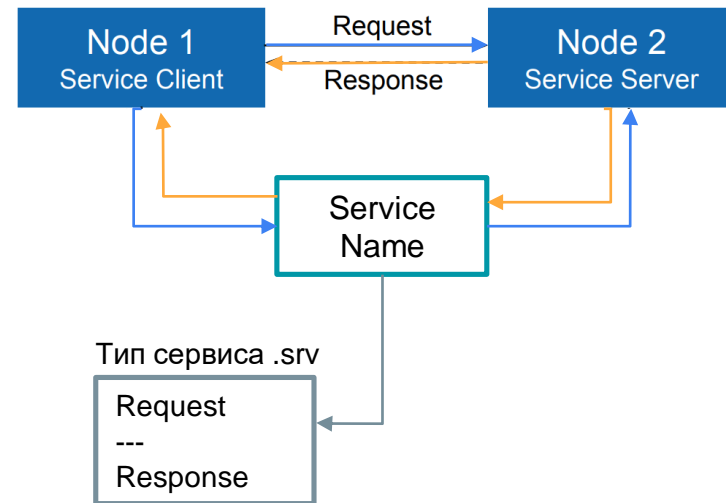 Node 1
Service Client
Request
Response
Node 2
Service Server
Service
Name
Тип сервиса .srv
Request
---
Response